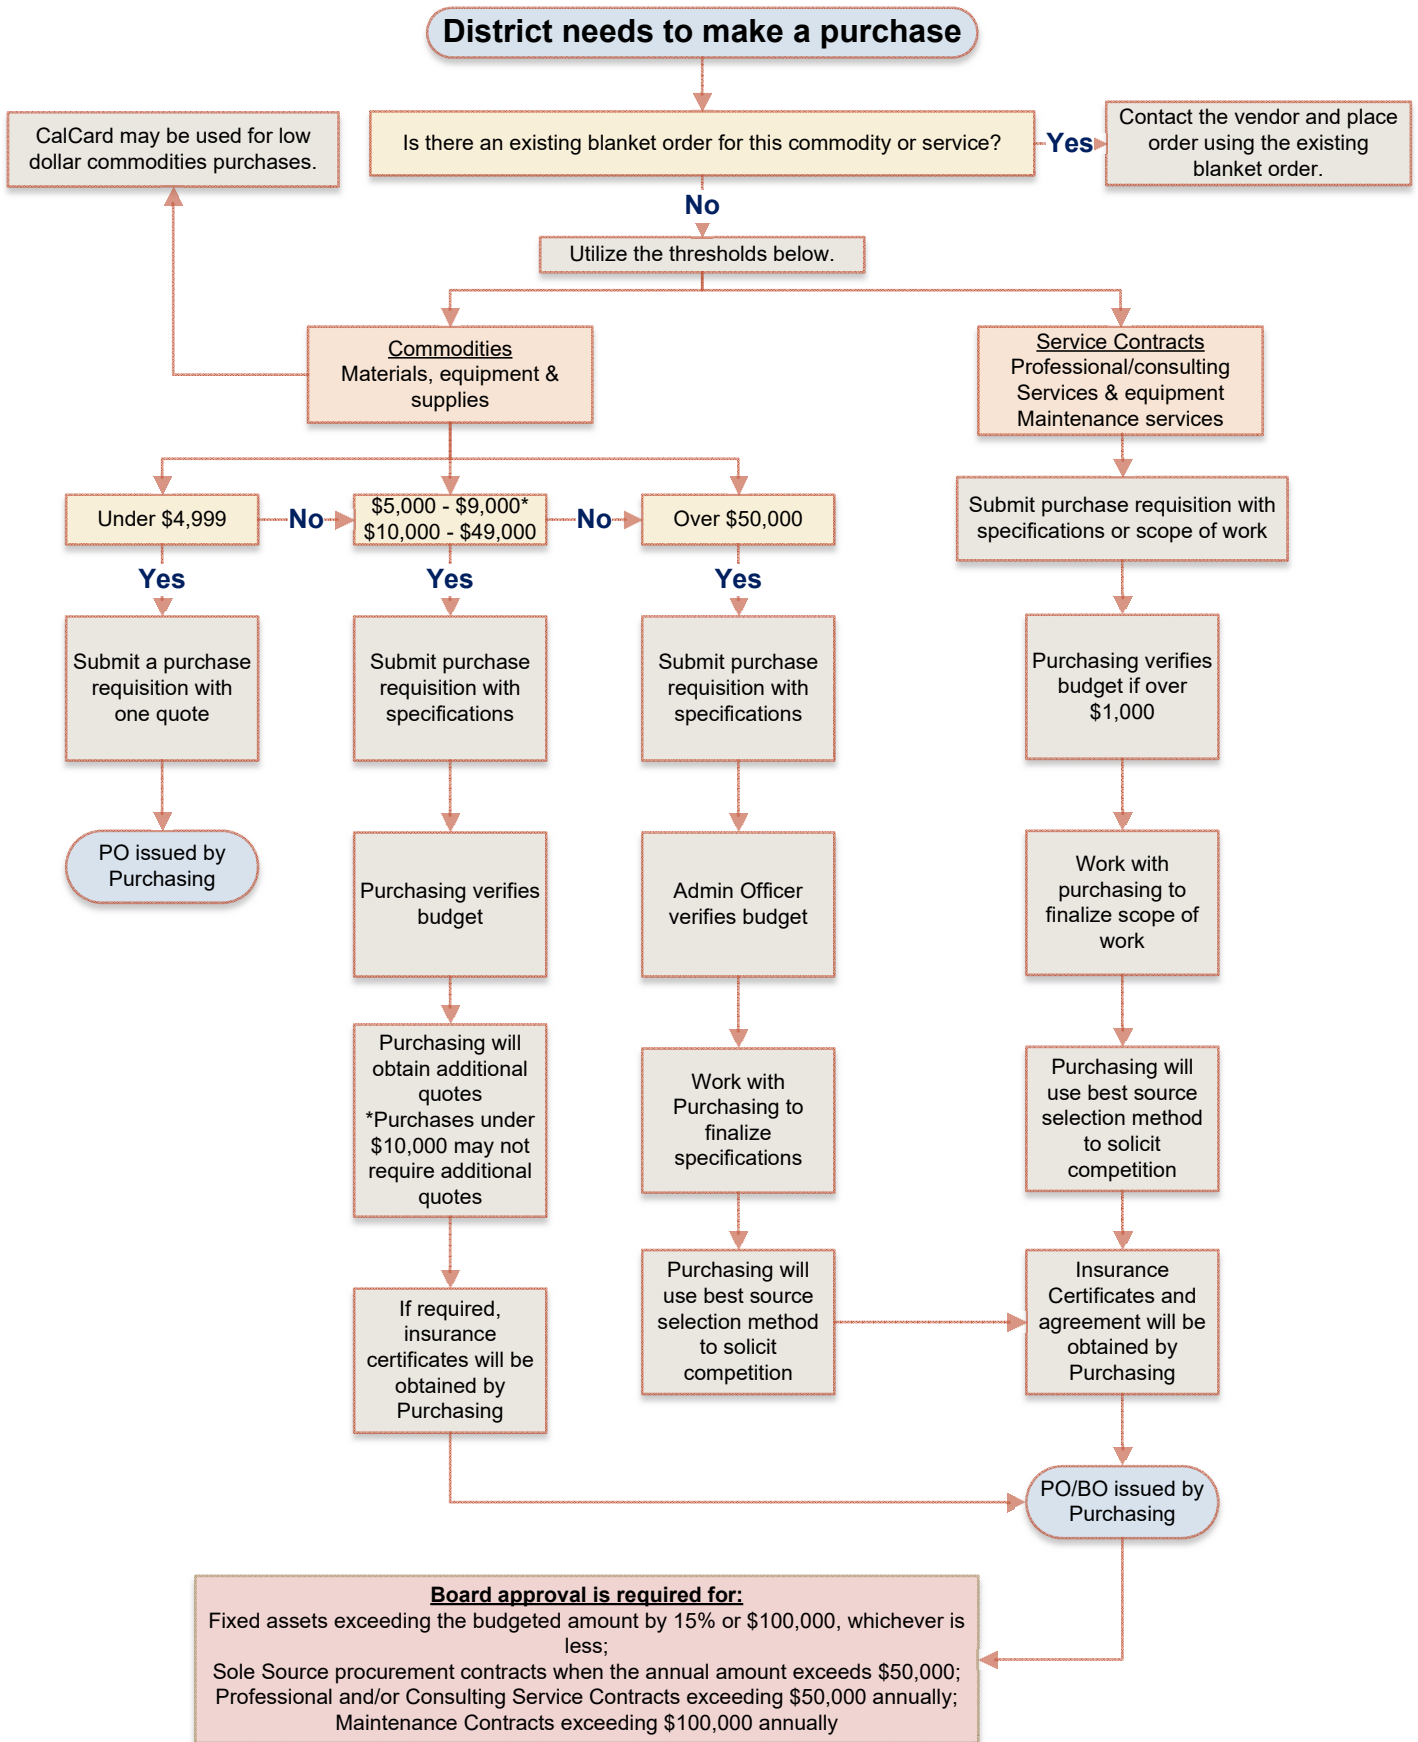 District needs to make a purchase
CalCard may be used for low
dollar commodities purchases.
Is there an existing blanket order for this commodity or service?
Yes
Contact the vendor and place
order using the existing
blanket order.
No
Utilize the thresholds below.
Commodities
Materials, equipment &
supplies
Service Contracts
Professional/consulting
Services & equipment
Maintenance services
Under $4,999
No
$5,000 - $9,000*
$10,000 - $49,000
No
Over $50,000
Submit purchase requisition with
specifications or scope of work
Yes
Yes
Yes
Submit a purchase
requisition with
one quote
Submit purchase
requisition with
specifications
Submit purchase
requisition with
specifications
Purchasing verifies
budget if over
$1,000
PO issued by
Purchasing
Purchasing verifies
budget
Admin Officer
verifies budget
Work with
purchasing to
finalize scope of
work
Purchasing will
obtain additional
quotes
*Purchases under
$10,000 may not
require additional
quotes
Work with
Purchasing to
finalize
specifications
Purchasing will
use best source
selection method
to solicit
competition
If required,
insurance
certificates will be
obtained by
Purchasing
Purchasing will
use best source
selection method
to solicit
competition
Insurance
Certificates and
agreement will be
obtained by
Purchasing
PO/BO issued by
Purchasing
Board approval is required for:
Fixed assets exceeding the budgeted amount by 15% or $100,000, whichever is
less;
Sole Source procurement contracts when the annual amount exceeds $50,000;
Professional and/or Consulting Service Contracts exceeding $50,000 annually;
Maintenance Contracts exceeding $100,000 annually